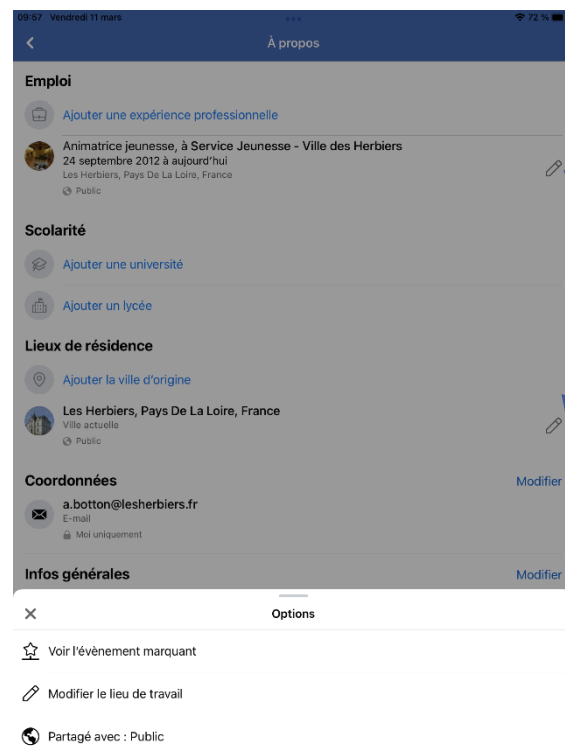 09:57 Vendredi 11 mars
72 %
À propos
Emploi
Ajouter une expérience professionnelle
Animatrice jeunesse, à Service Jeunesse - Ville des Herbiers
24 septembre 2012 à aujourd'hui
Les Herbiers, Pays De La Loire, France
Public
Scolarité
Ajouter une université
Ajouter un lycée
Lieux de résidence
Ajouter la ville d'origine
Les Herbiers, Pays De La Loire, France
Ville actuelle
Public
Coordonnées
Modifier
a.botton@lesherbiers.fr
E-mail
Moi uniquement
Infos générales
Modifier
Options
Voir l'évènement marquant
Modifier le lieu de travail
Partagé avec : Public